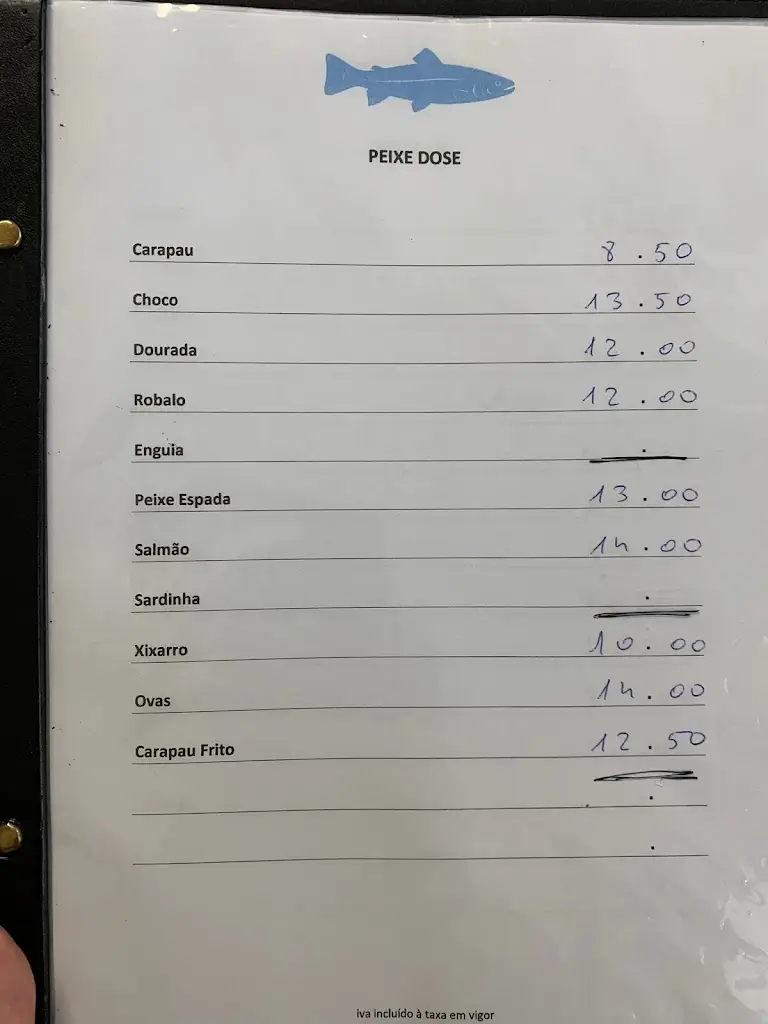 PEIXE DOSE
Carapau 8.50
Choco 13.50
Dourada 12.00
Robalo 12.00
Enguia
Peixe Espada 13.00
Salmão 14.00
Sardinha
Xixarro 10.00
Ovas 14.00
Carapau Frito 12.50
iva incluído à taxa em vigor